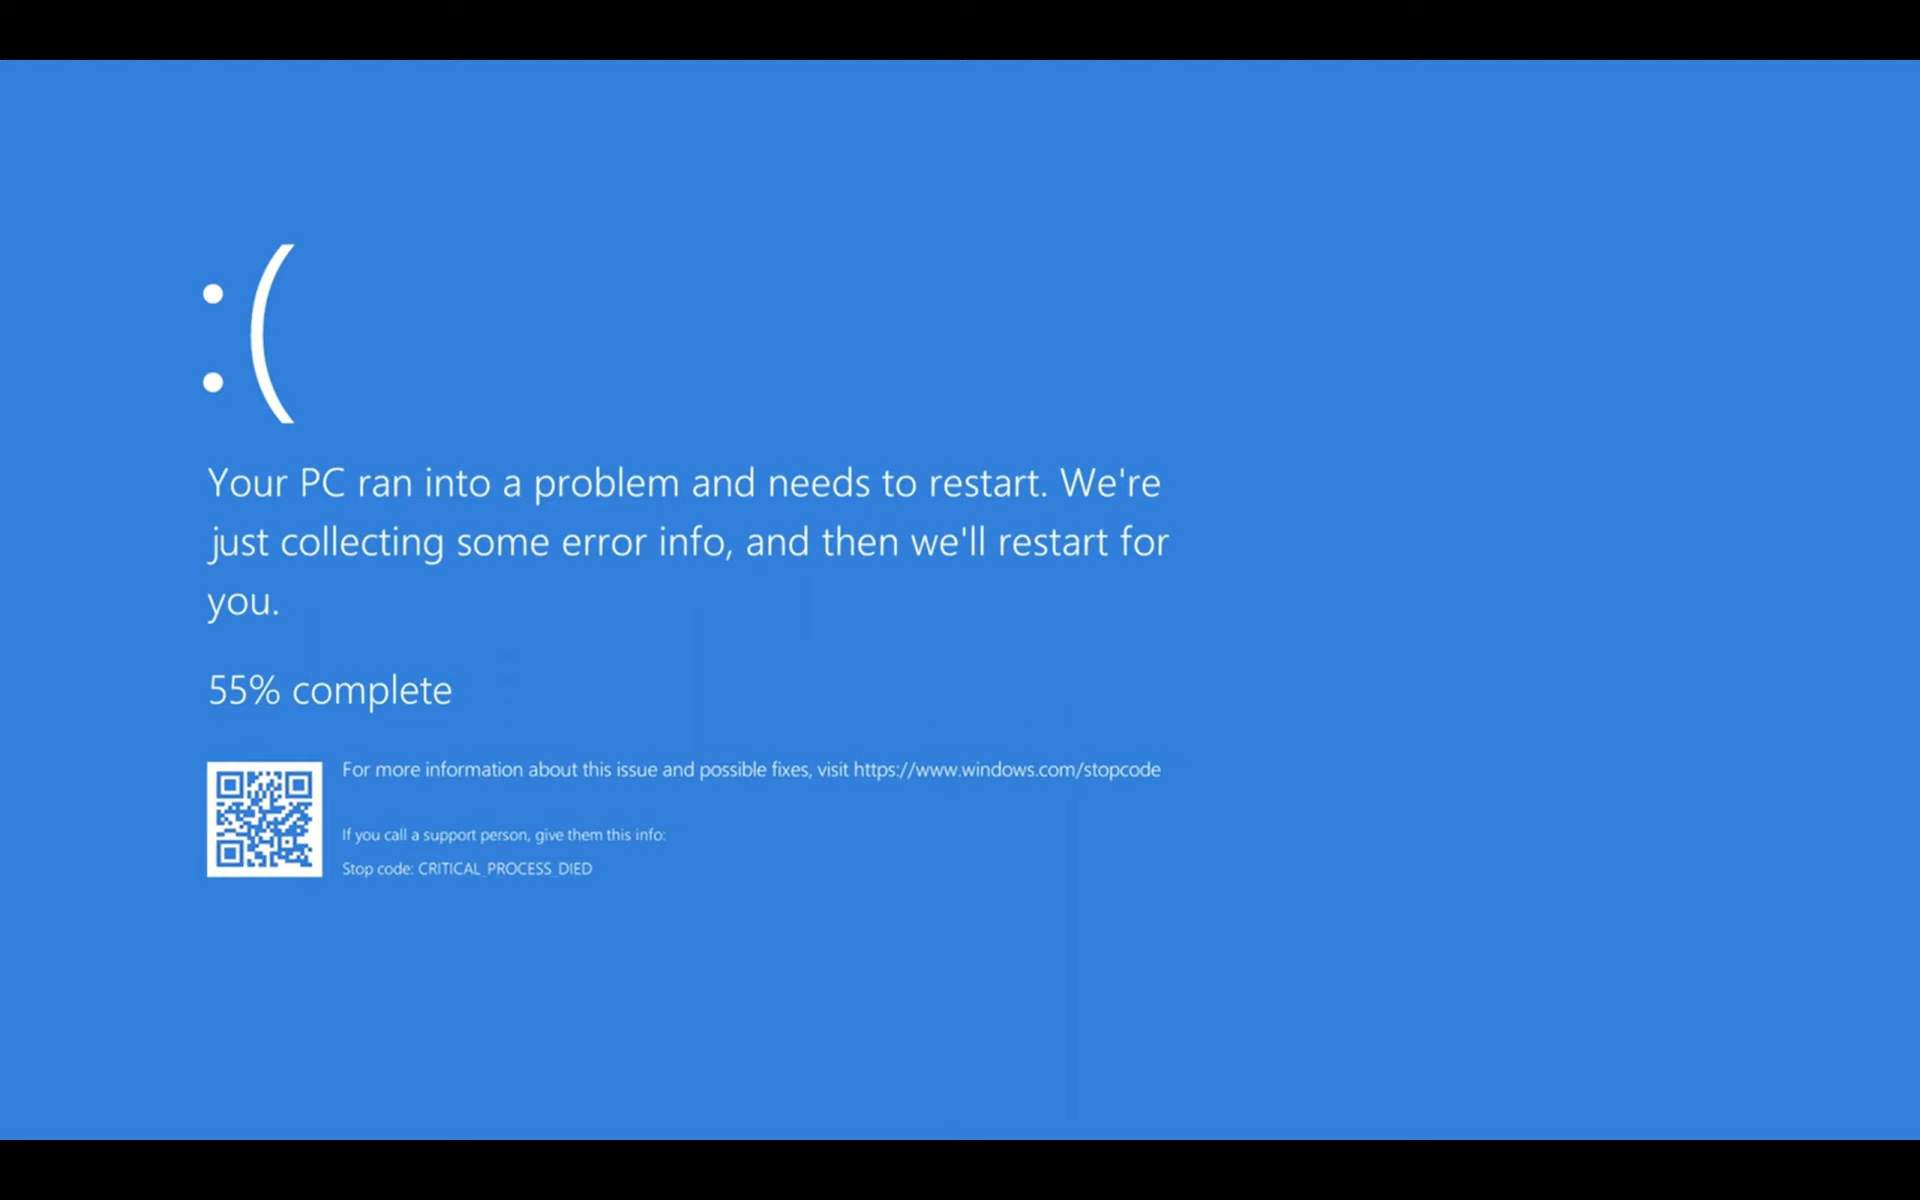 :(
Your PC ran into a problem and needs to restart. We're
just collecting some error info, and then we'll restart for
you.
55% complete
For more information about this issue and possible fixes, visit https://www.windows.com/stopcode
If you call a support person, give them this info:
Stop code: CRITICAL_PROCESS_DIED